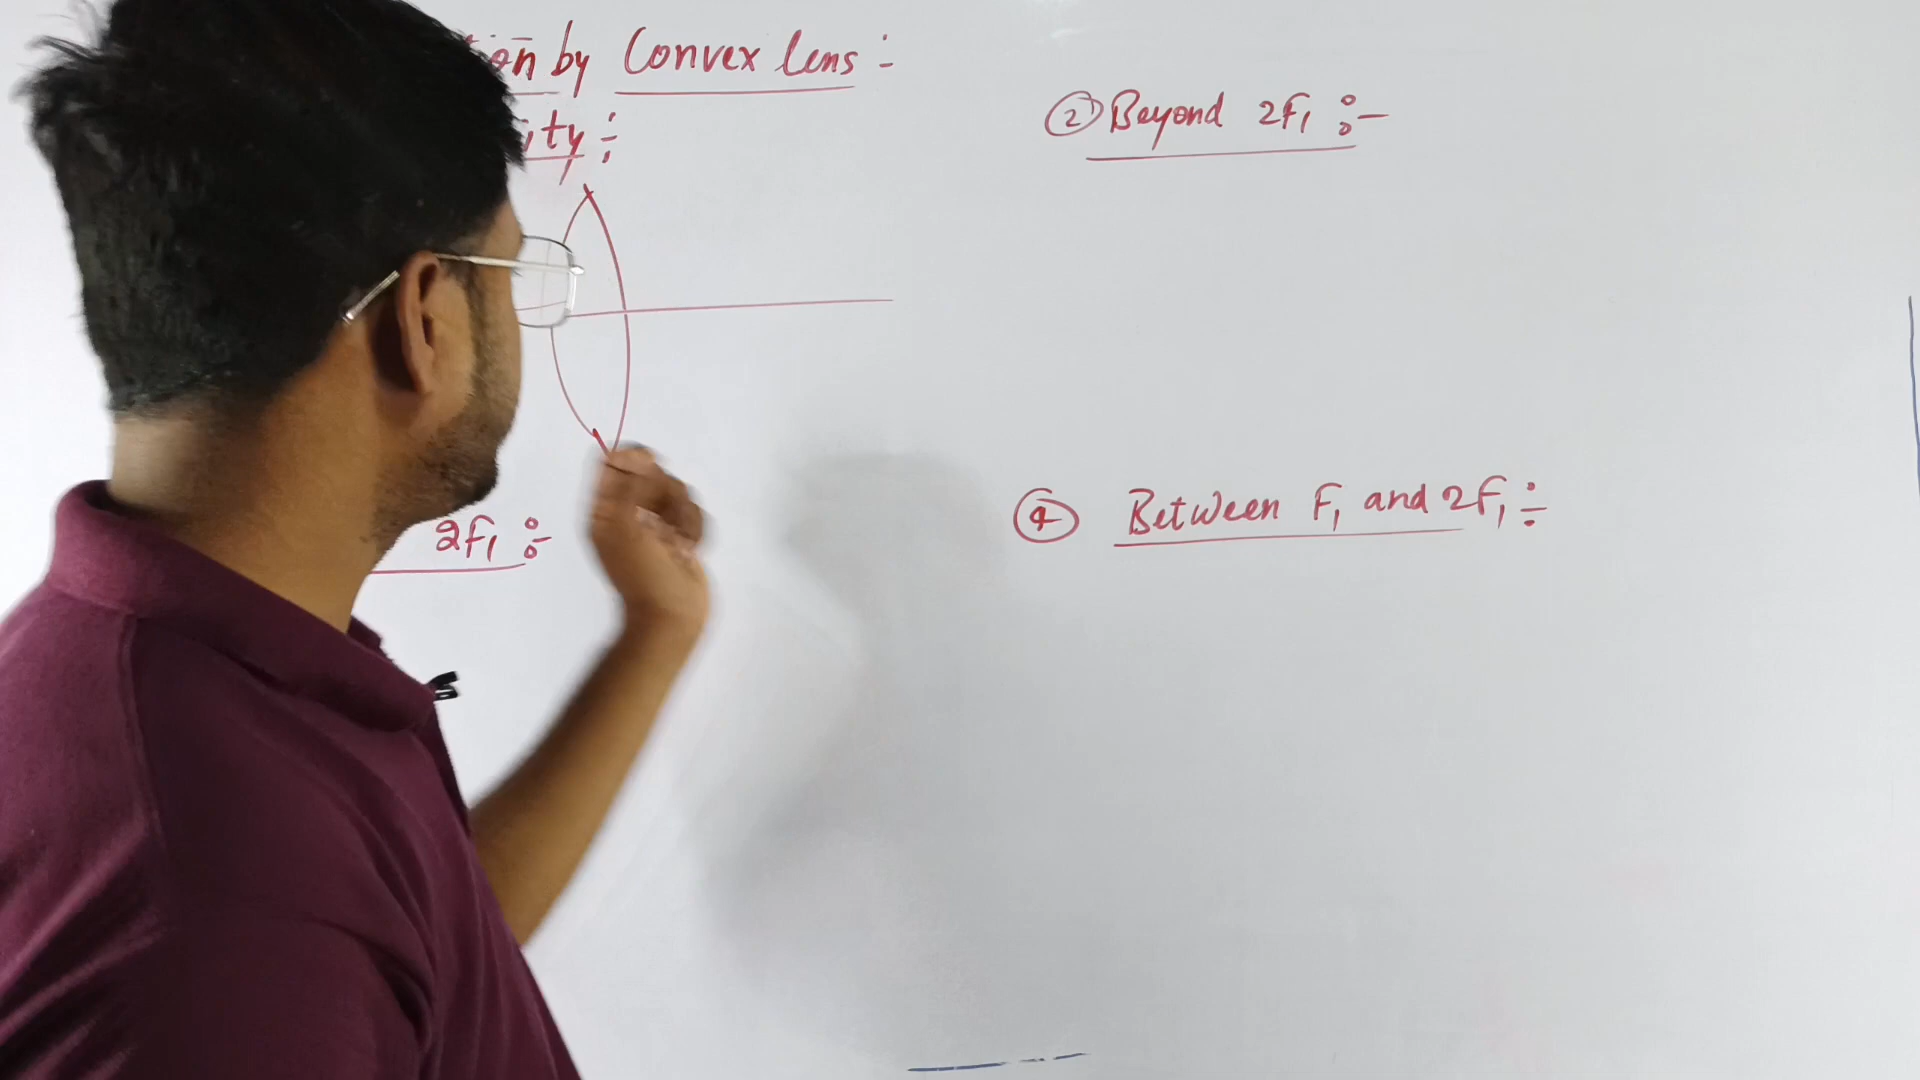 by Convex lens :-
② Beyond 2F₁ :-
2F₁ :-
④ Between F₁ and 2F₁ :-